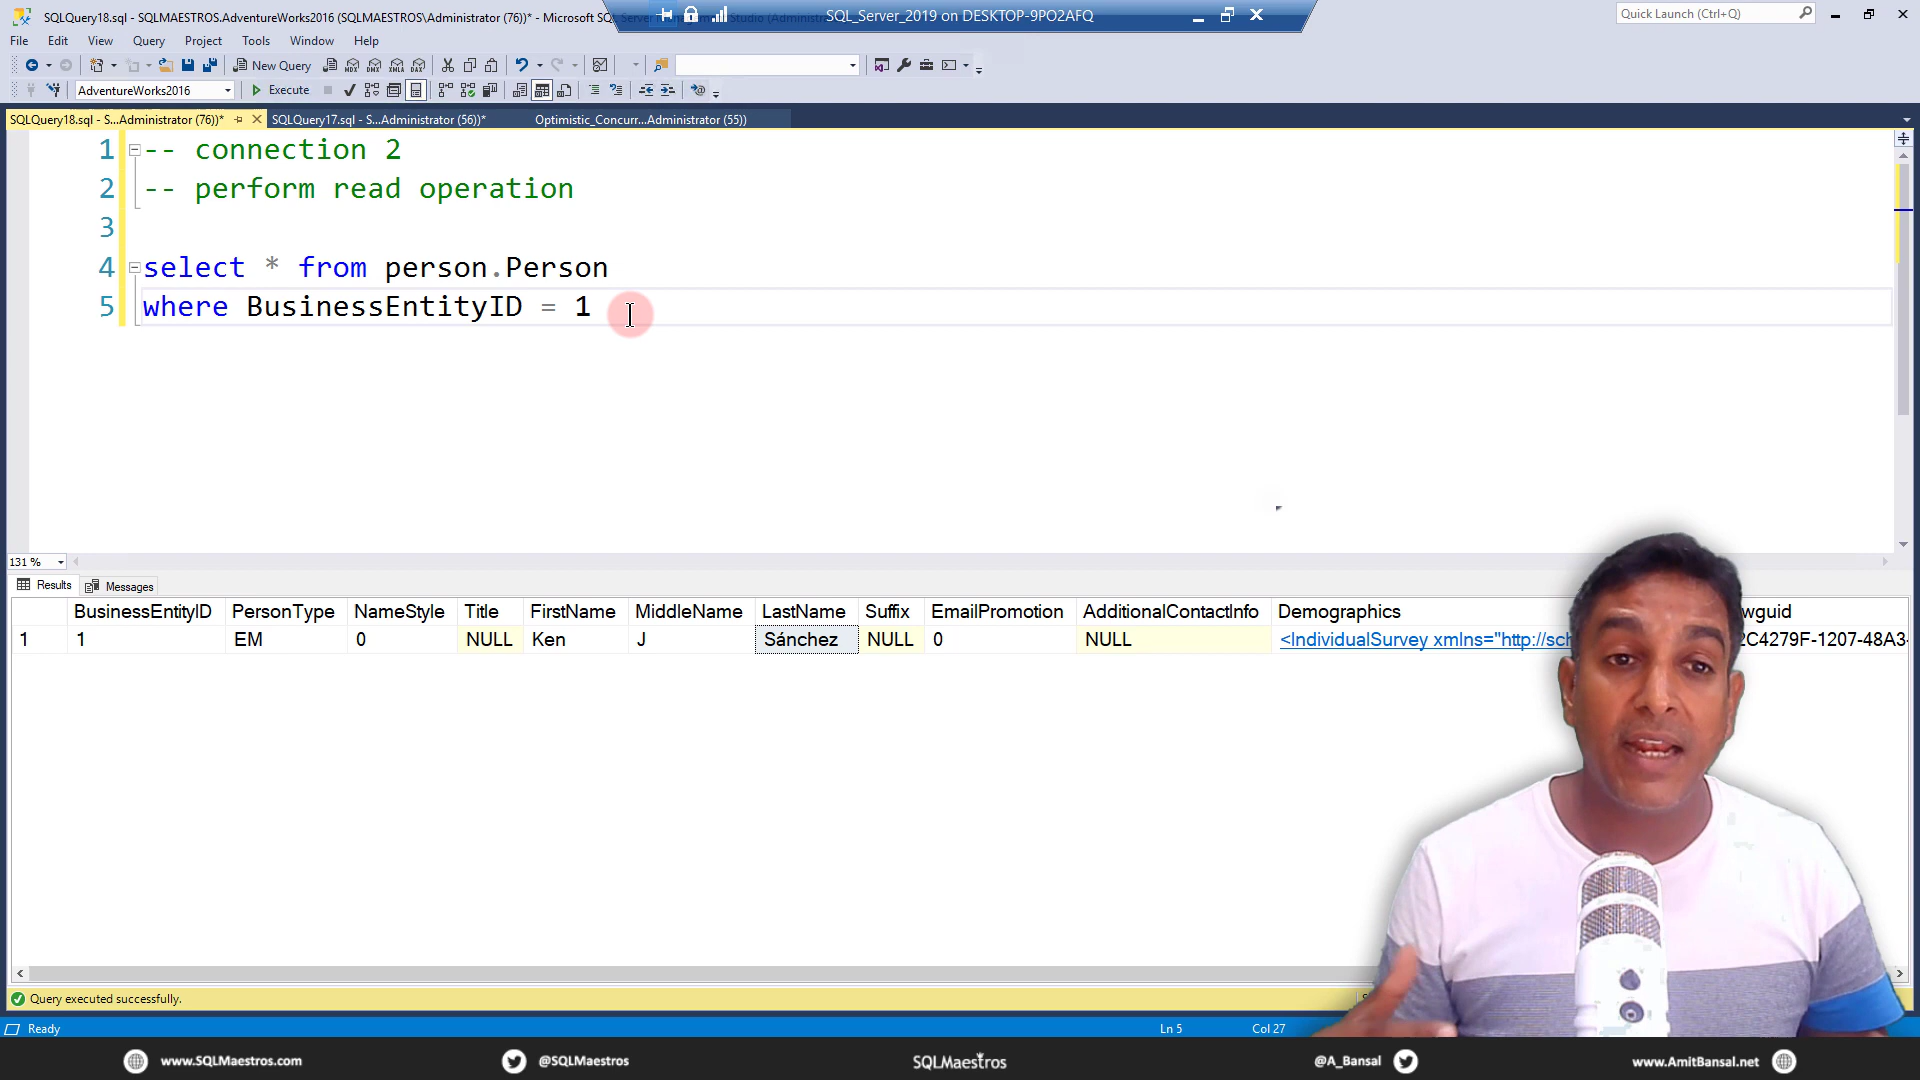 SQLQuery18.sql - SQLMAESTROS.AdventureWorks2016 (SQLMAESTROS\Administrator (76))* - Microsoft SQL
SQL_Server_2019 on DESKTOP-9PO2AFQ
Quick Launch (Ctrl+Q)
File Edit View Query Project Tools Window Help
New Query
AdventureWorks2016
Execute
SQLQuery18.sql - S...Administrator (76))*
SQLQuery17.sql - S...Administrator (56))*
Optimistic_Concurr...Administrator (55))
1 -- connection 2
2 -- perform read operation
3
4 select * from person.Person
5 where BusinessEntityID = 1
131 %
Results Messages
BusinessEntityID PersonType NameStyle Title FirstName MiddleName LastName Suffix EmailPromotion AdditionalContactInfo Demographics wguid
1 1 EM 0 NULL Ken J Sánchez NULL 0 NULL <IndividualSurvey xmlns="http://sch 2C4279F-1207-48A3-
Query executed successfully.
Ready Ln 5 Col 27
www.SQLMaestros.com @SQLMaestros SQLMaestros @A_Bansal www.AmitBansal.net